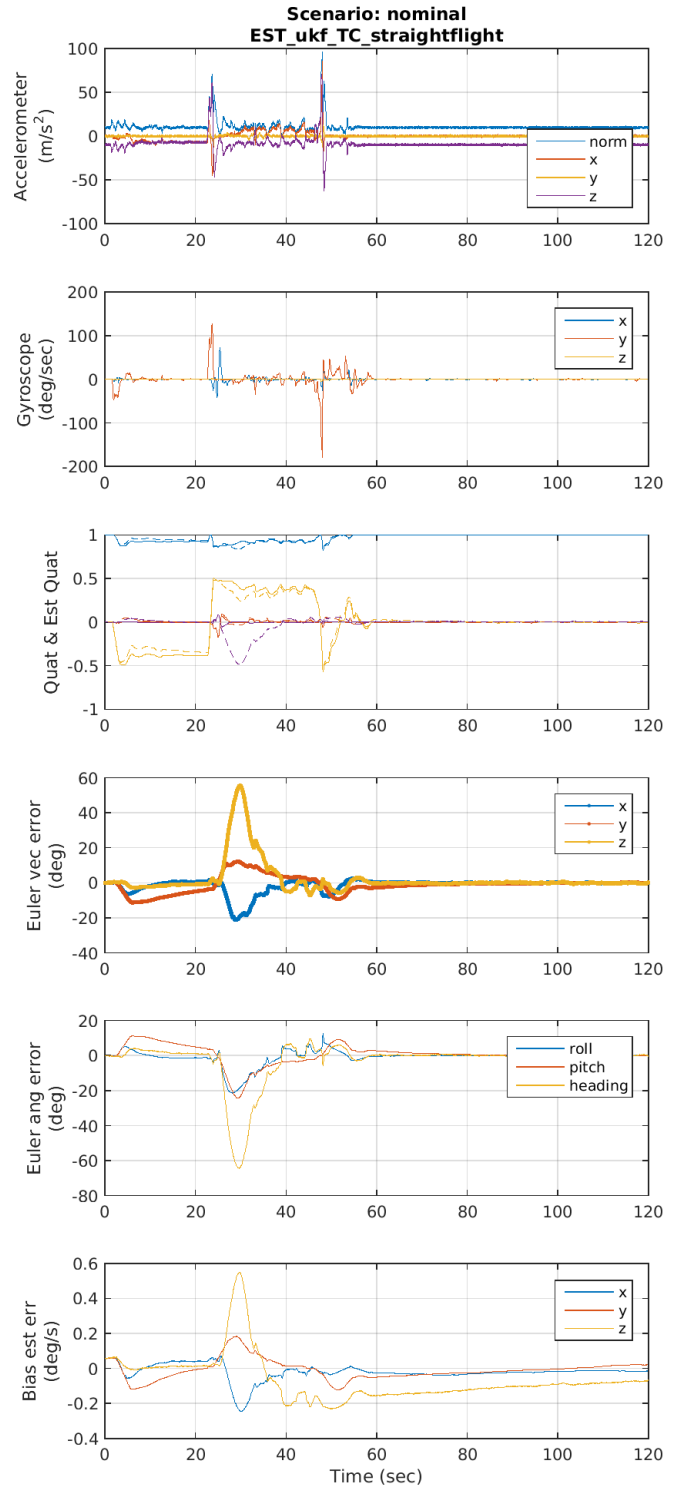 Scenario: nominal
EST_ukf_TC_straightflight
Accelerometer
(m/s²)
100
50
0
-50
-100
norm
x
y
z
0 20 40 60 80 100 120
Gyroscope
(deg/sec)
200
100
0
-100
-200
x
y
z
0 20 40 60 80 100 120
Quat & Est Quat
1
0.5
0
-0.5
-1
0 20 40 60 80 100 120
Euler vec error
(deg)
60
40
20
0
-20
-40
x
y
z
0 20 40 60 80 100 120
Euler ang error
(deg)
20
0
-20
-40
-60
-80
roll
pitch
heading
0 20 40 60 80 100 120
Bias est err
(deg/s)
0.6
0.4
0.2
0
-0.2
-0.4
x
y
z
0 20 40 60 80 100 120
Time (sec)